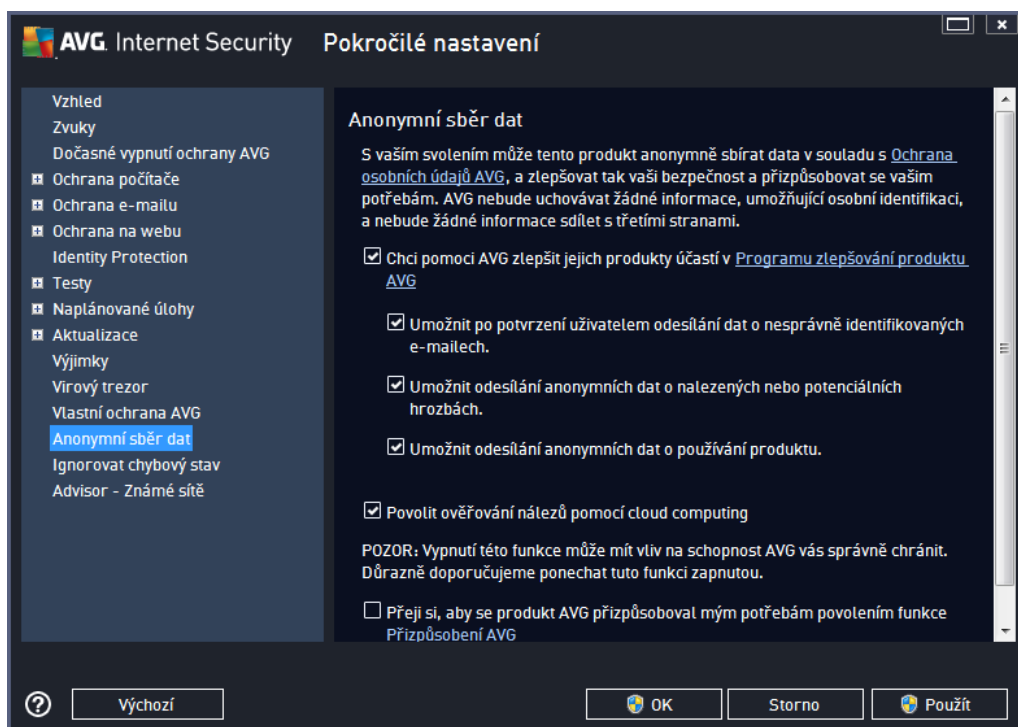 AVG. Internet Security Pokročilé nastavení
Vzhled
Zvuky
Dočasné vypnutí ochrany AVG
Ochrana počítače
Ochrana e-mailu
Ochrana na webu
Identity Protection
Testy
Naplánované úlohy
Aktualizace
Výjimky
Virový trezor
Vlastní ochrana AVG
Anonymní sběr dat
Ignorovat chybový stav
Advisor - Známé sítě
Anonymní sběr dat
S vaším svolením může tento produkt anonymně sbírat data v souladu s Ochrana
osobních údajů AVG, a zlepšovat tak vaši bezpečnost a přizpůsobovat se vašim
potřebám. AVG nebude uchovávat žádné informace, umožňující osobní identifikaci,
a nebude žádné informace sdílet s třetími stranami.
Chci pomoci AVG zlepšit jejich produkty účastí v Programu zlepšování produktu
AVG
Umožnit po potvrzení uživatelem odesílání dat o nesprávně identifikovaných
e-mailech.
Umožnit odesílání anonymních dat o nalezených nebo potenciálních
hrozbách.
Umožnit odesílání anonymních dat o používání produktu.
Povolit ověřování nálezů pomocí cloud computing
POZOR: Vypnutí této funkce může mít vliv na schopnost AVG vás správně chránit.
Důrazně doporučujeme ponechat tuto funkci zapnutou.
Přeji si, aby se produkt AVG přizpůsoboval mým potřebám povolením funkce
Přizpůsobení AVG
Výchozí
OK
Storno
Použít